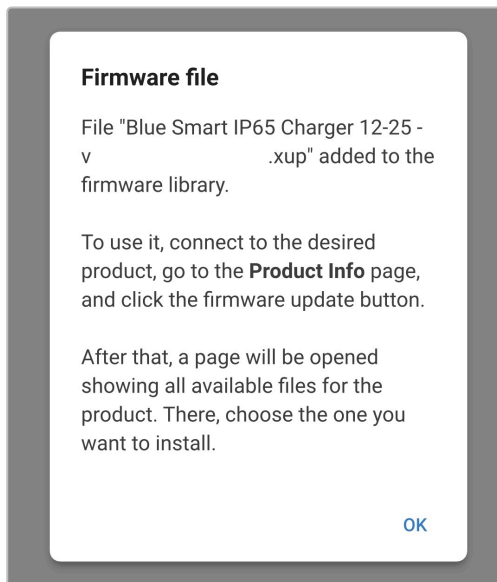 Firmware file
File "Blue Smart IP65 Charger 12-25 -
v .xup" added to the
firmware library.
To use it, connect to the desired
product, go to the Product Info page,
and click the firmware update button.
After that, a page will be opened
showing all available files for the
product. There, choose the one you
want to install.
OK